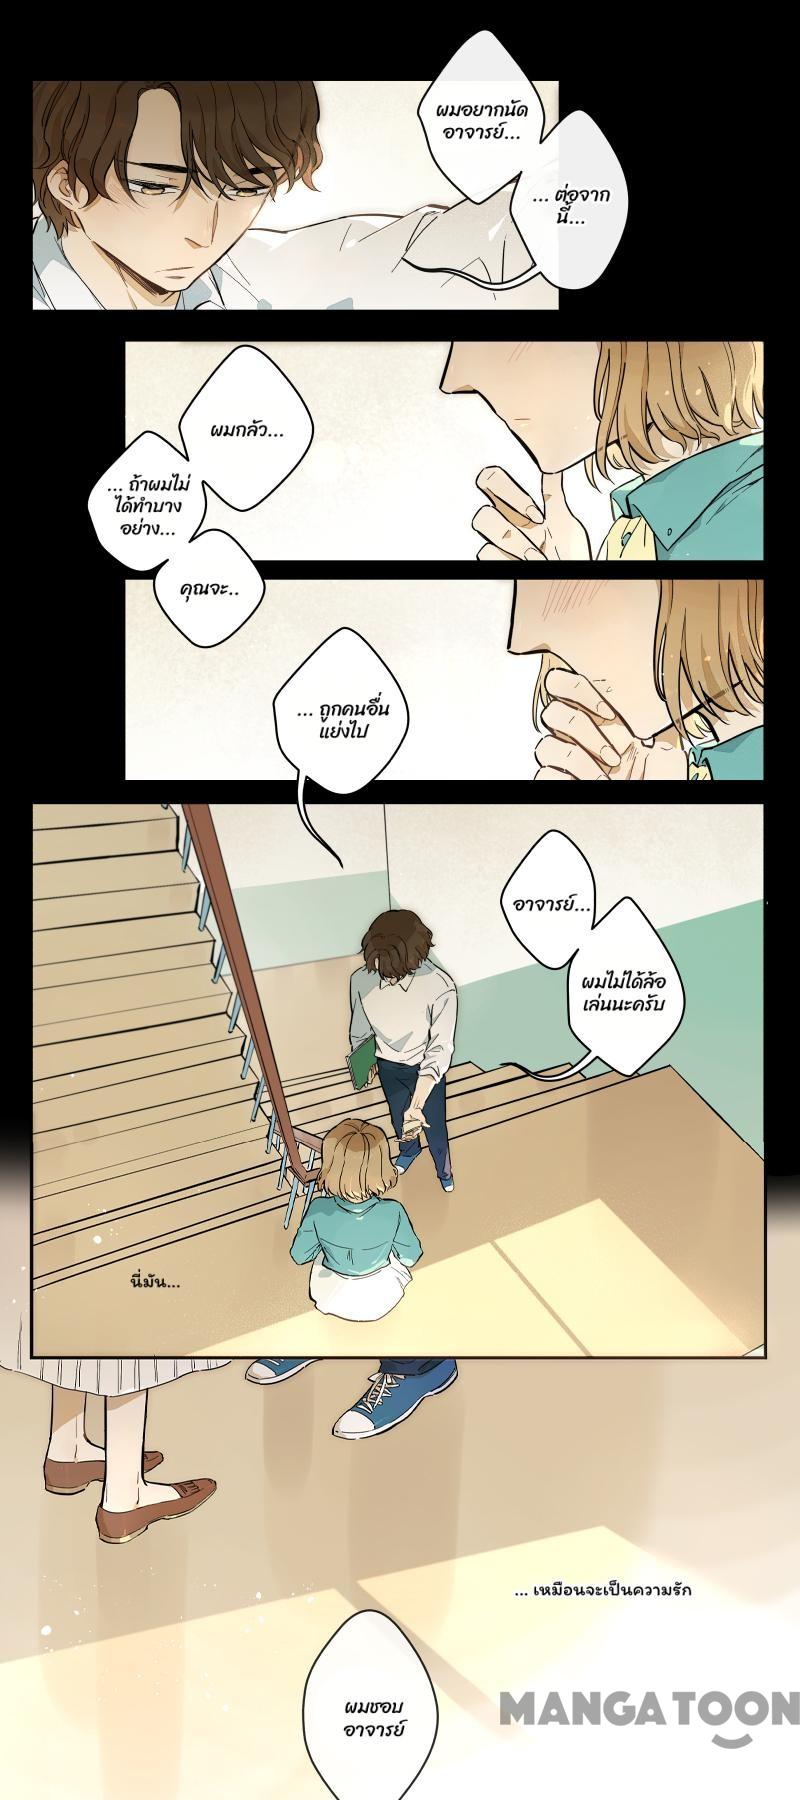 ผมอยากนัด
อาจารย์...
... ต่อจาก
นี้...
ผมกลัว...
... ถ้าผมไม่
ได้ทำบาง
อย่าง...
คุณจะ..
... ถูกคนอื่น
แย่งไป
อาจารย์...
ผมไม่ได้ล้อ
เล่นนะครับ
นี่มัน...
... เหมือนจะเป็นความรัก
ผมชอบ
อาจารย์
MANGATOON